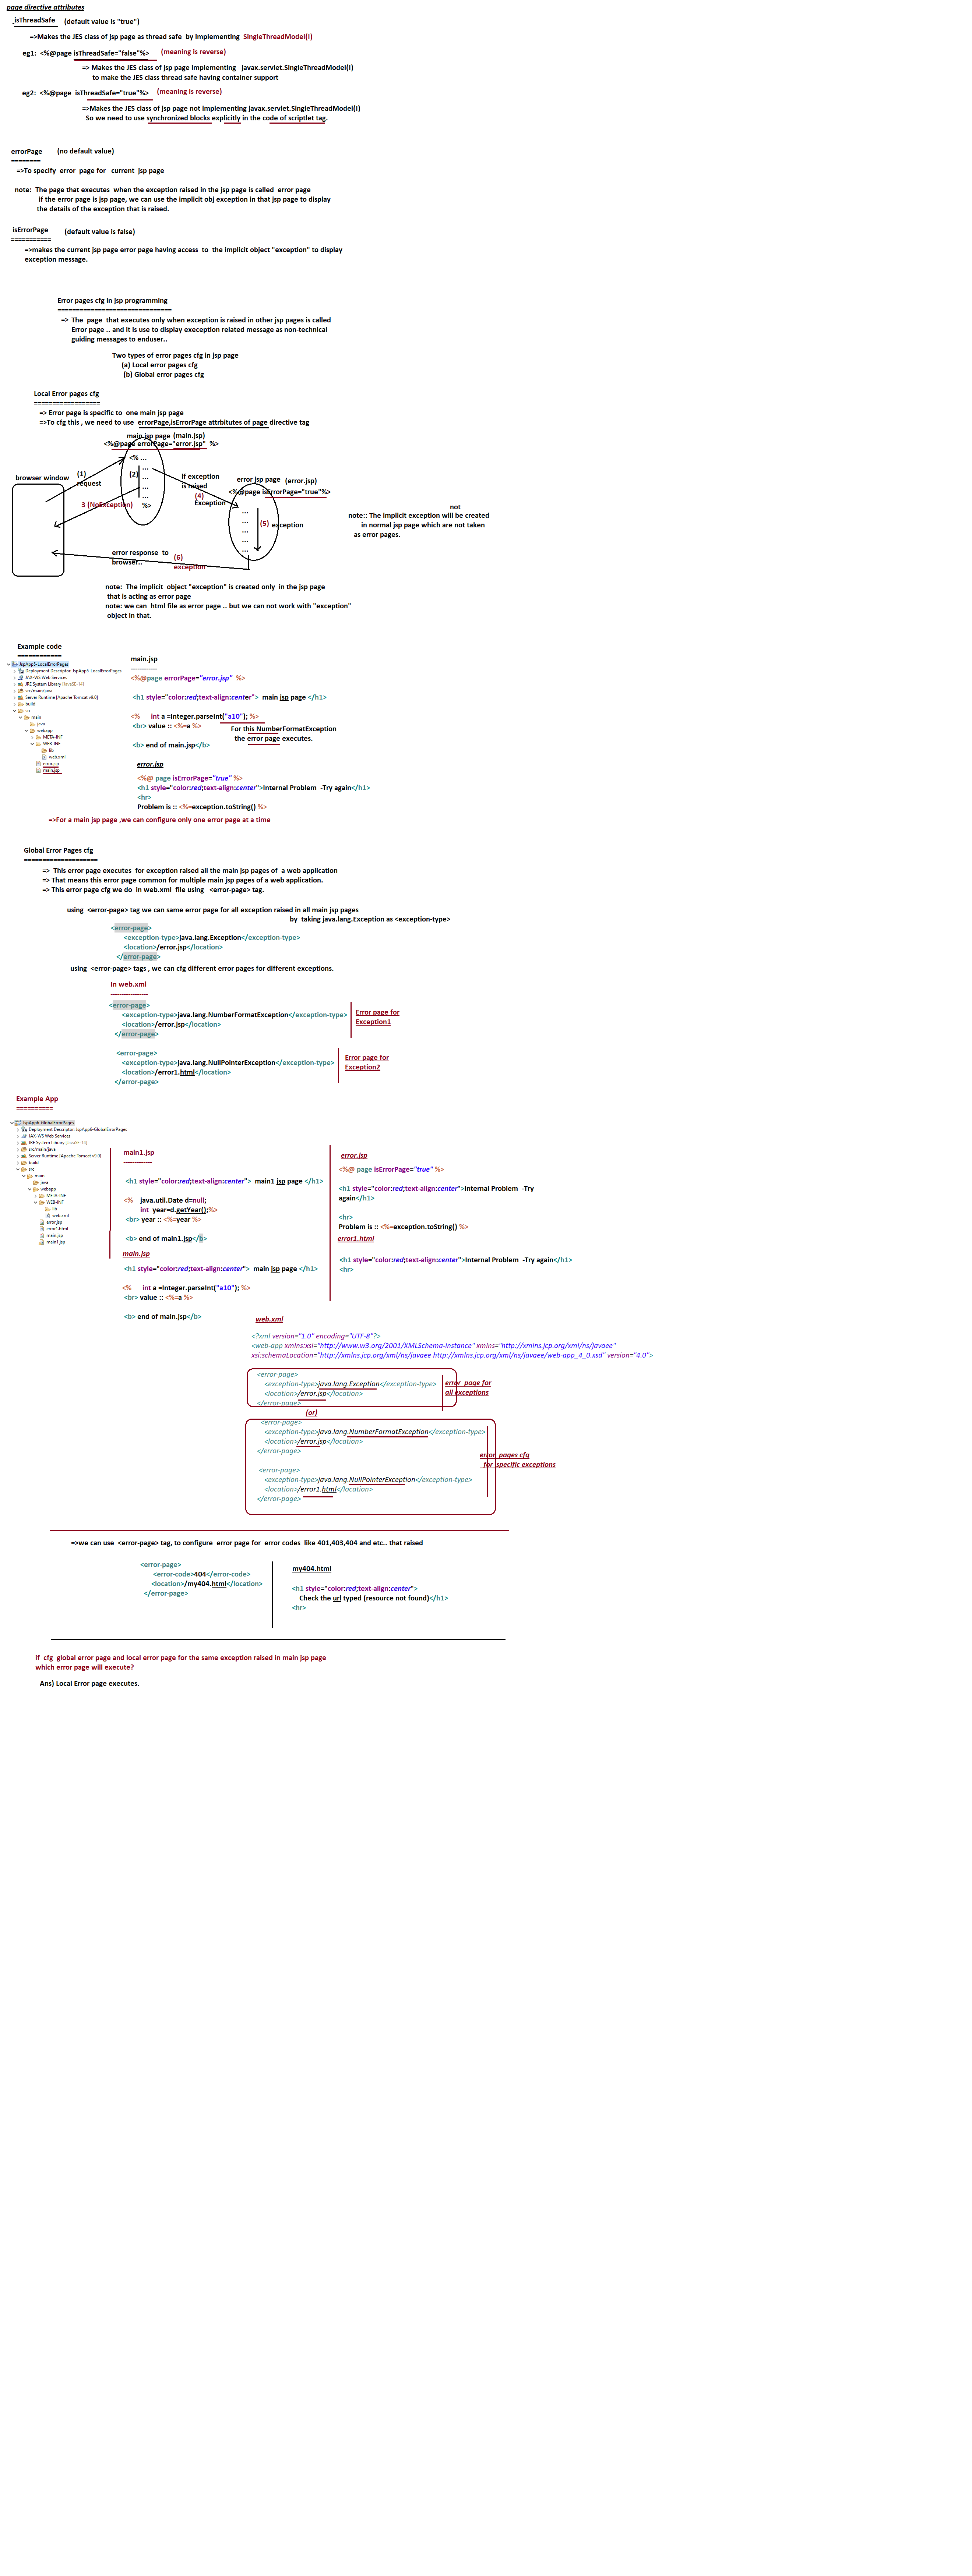 page directive attributes
isThreadSafe (default value is "true")
=>Makes the JES class of jsp page as thread safe by implementing SingleThreadModel(I)
eg1: <%@page isThreadSafe="false"%> (meaning is reverse)
=> Makes the JES class of jsp page implementing javax.servlet.SingleThreadModel(I)
to make the JES class thread safe having container support
eg2: <%@page isThreadSafe="true"%> (meaning is reverse)
=>Makes the JES class of jsp page not implementing javax.servlet.SingleThreadModel(I)
So we need to use synchronized blocks explicitly in the code of scriptlet tag.
errorPage (no default value)
========
=>To specify error page for current jsp page
note: The page that executes when the exception raised in the jsp page is called error page
if the error page is jsp page, we can use the implicit obj exception in that jsp page to display
the details of the exception that is raised.
isErrorPage (default value is false)
===========
=>makes the current jsp page error page having access to the implicit object "exception" to display
exception message.
Error pages cfg in jsp programming
===============================
=> The page that executes only when exception is raised in other jsp pages is called
Error page .. and it is use to display exeception related message as non-technical
guiding messages to enduser..
Two types of error pages cfg in jsp page
(a) Local error pages cfg
(b) Global error pages cfg
Local Error pages cfg
==================
=> Error page is specific to one main jsp page
=>To cfg this , we need to use errorPage,isErrorPage attrbitutes of page directive tag
main jsp page (main.jsp)
<%@page errorPage="error.jsp" %>
<% ...
...
...
...
...
%>
browser window
(1)
request
(2)
3 (NoException)
if exception
is raised
(4)
Exception
error jsp page (error.jsp)
<%@page isErrorPage="true"%>
...
...
...
...
...
(5) exception
error response to
browser..
(6)
exception
not
note:: The implicit exception will be created
in normal jsp page which are not taken
as error pages.
note: The implicit object "exception" is created only in the jsp page
that is acting as error page
note: we can html file as error page .. but we can not work with "exception"
object in that.
Example code
============
JspApp5-LocalErrorPages
Deployment Descriptor: JspApp5-LocalErrorPages
JAX-WS Web Services
JRE System Library [JavaSE-16]
src/main/java
Server Runtime [Apache Tomcat v9.0]
build
src
main
java
webapp
META-INF
WEB-INF
lib
web.xml
error.jsp
main.jsp
main.jsp
------------
<%@page errorPage="error.jsp" %>
<h1 style="color:red;text-align:center"> main jsp page </h1>
<% int a =Integer.parseInt("a10"); %>
<br> value :: <%=a %>
<b> end of main.jsp</b>
For this NumberFormatException
the error page executes.
error.jsp
<%@ page isErrorPage="true" %>
<h1 style="color:red;text-align:center">Internal Problem -Try again</h1>
<hr>
Problem is :: <%=exception.toString() %>
=>For a main jsp page ,we can configure only one error page at a time
Global Error Pages cfg
====================
=> This error page executes for exception raised all the main jsp pages of a web application
=> That means this error page common for multiple main jsp pages of a web application.
=> This error page cfg we do in web.xml file using <error-page> tag.
using <error-page> tag we can same error page for all exception raised in all main jsp pages
by taking java.lang.Exception as <exception-type>
<error-page>
<exception-type>java.lang.Exception</exception-type>
<location>/error.jsp</location>
</error-page>
using <error-page> tags , we can cfg different error pages for different exceptions.
In web.xml
-----------------
<error-page>
<exception-type>java.lang.NumberFormatException</exception-type>
<location>/error.jsp</location>
</error-page>
Error page for
Exception1
<error-page>
<exception-type>java.lang.NullPointerException</exception-type>
<location>/error1.html</location>
</error-page>
Error page for
Exception2
Example App
==========
JspApp6-GlobalErrorPages
Deployment Descriptor: JspApp6-GlobalErrorPages
JAX-WS Web Services
JRE System Library [JavaSE-16]
src/main/java
Server Runtime [Apache Tomcat v9.0]
build
src
main
java
webapp
META-INF
WEB-INF
lib
web.xml
error.jsp
error1.html
main.jsp
main1.jsp
main1.jsp
-------------
<h1 style="color:red;text-align:center"> main1 jsp page </h1>
<% java.util.Date d=null;
int year=d.getYear();%>
<br> year :: <%=year %>
<b> end of main1.jsp</b>
main.jsp
<h1 style="color:red;text-align:center"> main jsp page </h1>
<% int a =Integer.parseInt("a10"); %>
<br> value :: <%=a %>
<b> end of main.jsp</b>
error.jsp
<%@ page isErrorPage="true" %>
<h1 style="color:red;text-align:center">Internal Problem -Try
again</h1>
<hr>
Problem is :: <%=exception.toString() %>
error1.html
<h1 style="color:red;text-align:center">Internal Problem -Try again</h1>
<hr>
web.xml
<?xml version="1.0" encoding="UTF-8"?>
<web-app xmlns:xsi="http://www.w3.org/2001/XMLSchema-instance" xmlns="http://xmlns.jcp.org/xml/ns/javaee"
xsi:schemaLocation="http://xmlns.jcp.org/xml/ns/javaee http://xmlns.jcp.org/xml/ns/javaee/web-app_4_0.xsd" version="4.0">
<error-page>
<exception-type>java.lang.Exception</exception-type>
<location>/error.jsp</location>
</error-page>
error page for
all exceptions
(or)
<error-page>
<exception-type>java.lang.NumberFormatException</exception-type>
<location>/error.jsp</location>
</error-page>
<error-page>
<exception-type>java.lang.NullPointerException</exception-type>
<location>/error1.html</location>
</error-page>
error pages cfg
for specific exceptions
=>we can use <error-page> tag, to configure error page for error codes like 401,403,404 and etc.. that raised
<error-page>
<error-code>404</error-code>
<location>/my404.html</location>
</error-page>
my404.html
<h1 style="color:red;text-align:center">
Check the url typed (resource not found)</h1>
<hr>
if cfg global error page and local error page for the same exception raised in main jsp page
which error page will execute?
Ans) Local Error page executes.